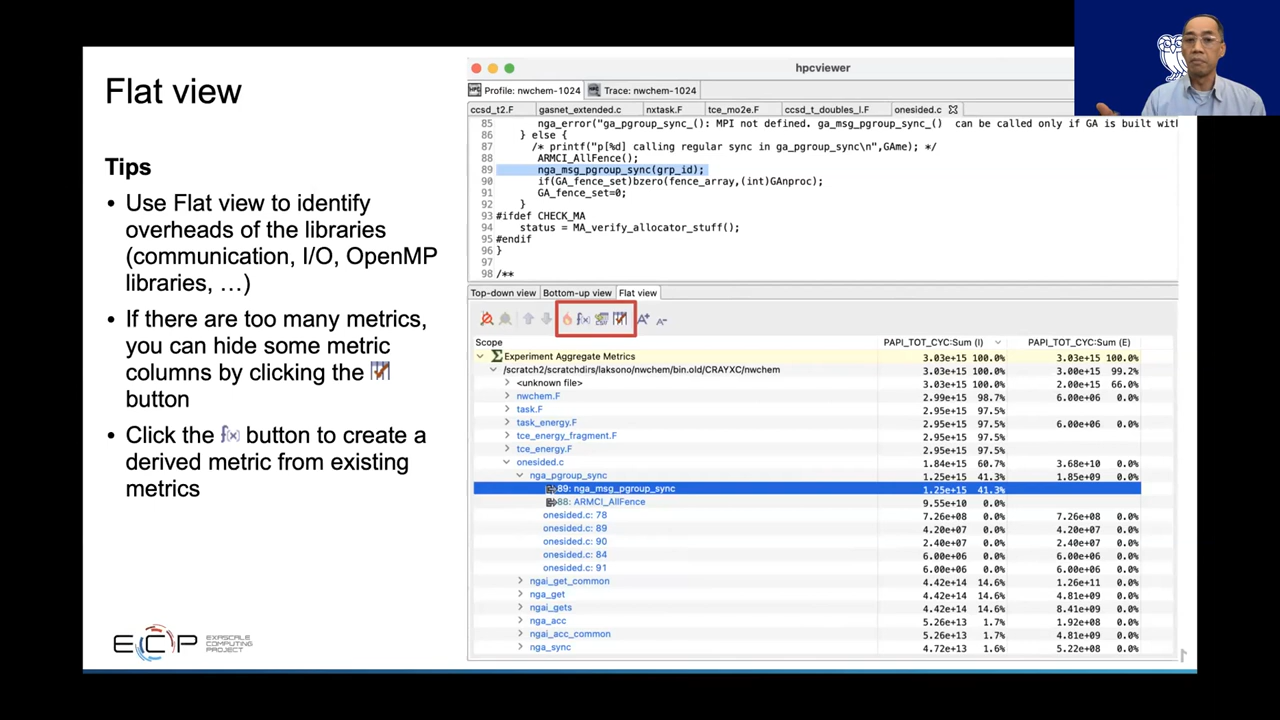 Flat view
Tips
• Use Flat view to identify
overheads of the libraries
(communication, I/O, OpenMP
libraries, …)
• If there are too many metrics,
you can hide some metric
columns by clicking the
button
• Click the f(x) button to create a
derived metric from existing
metrics
ECP EXASCALE
COMPUTING
PROJECT
hpcviewer
Profile: nwchem-1024 Trace: nwchem-1024
ccsd_t2.F gasnet_extended.c nxtask.F tce_mo2e.F ccsd_t_doubles_l.F onesided.c
85 nga_error("ga_pgroup_sync_(): MPI not defined. ga_msg_pgroup_sync_() can be called only if GA is built wit
86 } else {
87 /* printf("p[%d] calling regular sync in ga_pgroup_sync\n",GAme); */
88 ARMCI_AllFence();
89 nga_msg_pgroup_sync(grp_id);
90 if(GA_fence_set)bzero(fence_array,(int)GAnproc);
91 GA_fence_set=0;
92 }
93 #ifdef CHECK_MA
94 status = MA_verify_allocator_stuff();
95 #endif
96 }
97
98 /**
Top-down view Bottom-up view Flat view
f(x) A+ A-
Scope PAPI_TOT_CYC:Sum (I) PAPI_TOT_CYC:Sum (E)
Experiment Aggregate Metrics 3.03e+15 100.0% 3.03e+15 100.0%
/scratch2/scratchdirs/laksono/nwchem/bin.old/CRAYXC/nwchem 3.03e+15 100.0% 3.00e+15 99.2%
<unknown file> 3.03e+15 100.0% 2.00e+15 66.0%
nwchem.F 2.99e+15 98.7% 6.00e+06 0.0%
task.F 2.95e+15 97.5%
task_energy.F 2.95e+15 97.5% 6.00e+06 0.0%
tce_energy_fragment.F 2.95e+15 97.5%
tce_energy.F 2.95e+15 97.5%
onesided.c 1.84e+15 60.7% 3.68e+10 0.0%
nga_pgroup_sync 1.25e+15 41.3% 1.85e+09 0.0%
89: nga_msg_pgroup_sync 1.25e+15 41.3%
88: ARMCI_AllFence 9.55e+10 0.0%
onesided.c: 78 7.26e+08 0.0% 7.26e+08 0.0%
onesided.c: 89 4.20e+07 0.0% 4.20e+07 0.0%
onesided.c: 90 2.40e+07 0.0% 2.40e+07 0.0%
onesided.c: 84 6.00e+06 0.0% 6.00e+06 0.0%
onesided.c: 91 6.00e+06 0.0% 6.00e+06 0.0%
ngai_get_common 4.42e+14 14.6% 1.26e+11 0.0%
nga_get 4.42e+14 14.6% 4.81e+09 0.0%
ngai_gets 4.42e+14 14.6% 8.41e+09 0.0%
nga_acc 5.26e+13 1.7% 1.92e+08 0.0%
ngai_acc_common 5.26e+13 1.7% 4.81e+09 0.0%
nga_sync 4.72e+13 1.6% 5.22e+08 0.0%